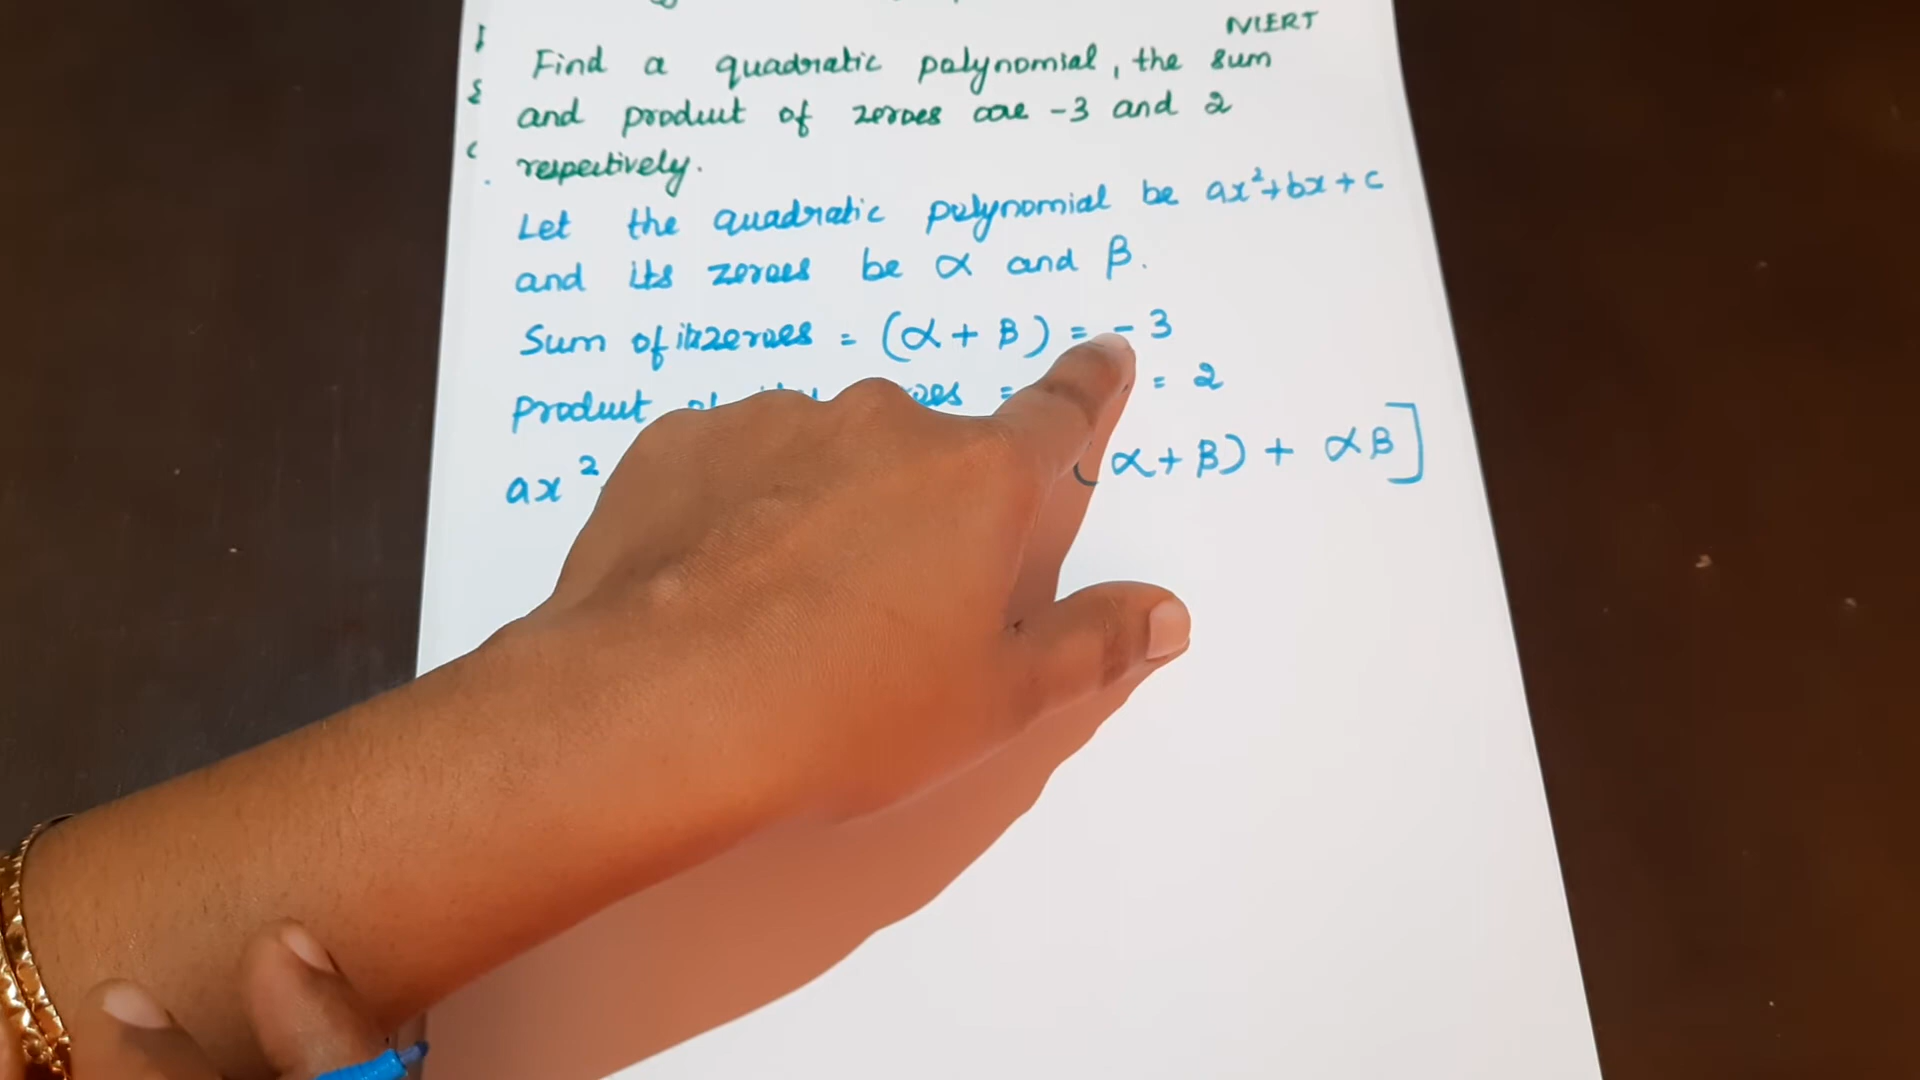 NCERT
Find a quadratic polynomial, the sum
and product of zeroes are -3 and 2
respectively.
Let the quadratic polynomial be ax²+bx+c
and its zeroes be α and β.
Sum of its zeroes = (α + β) = - 3
Product = = 2
ax² (α+β) + αβ]